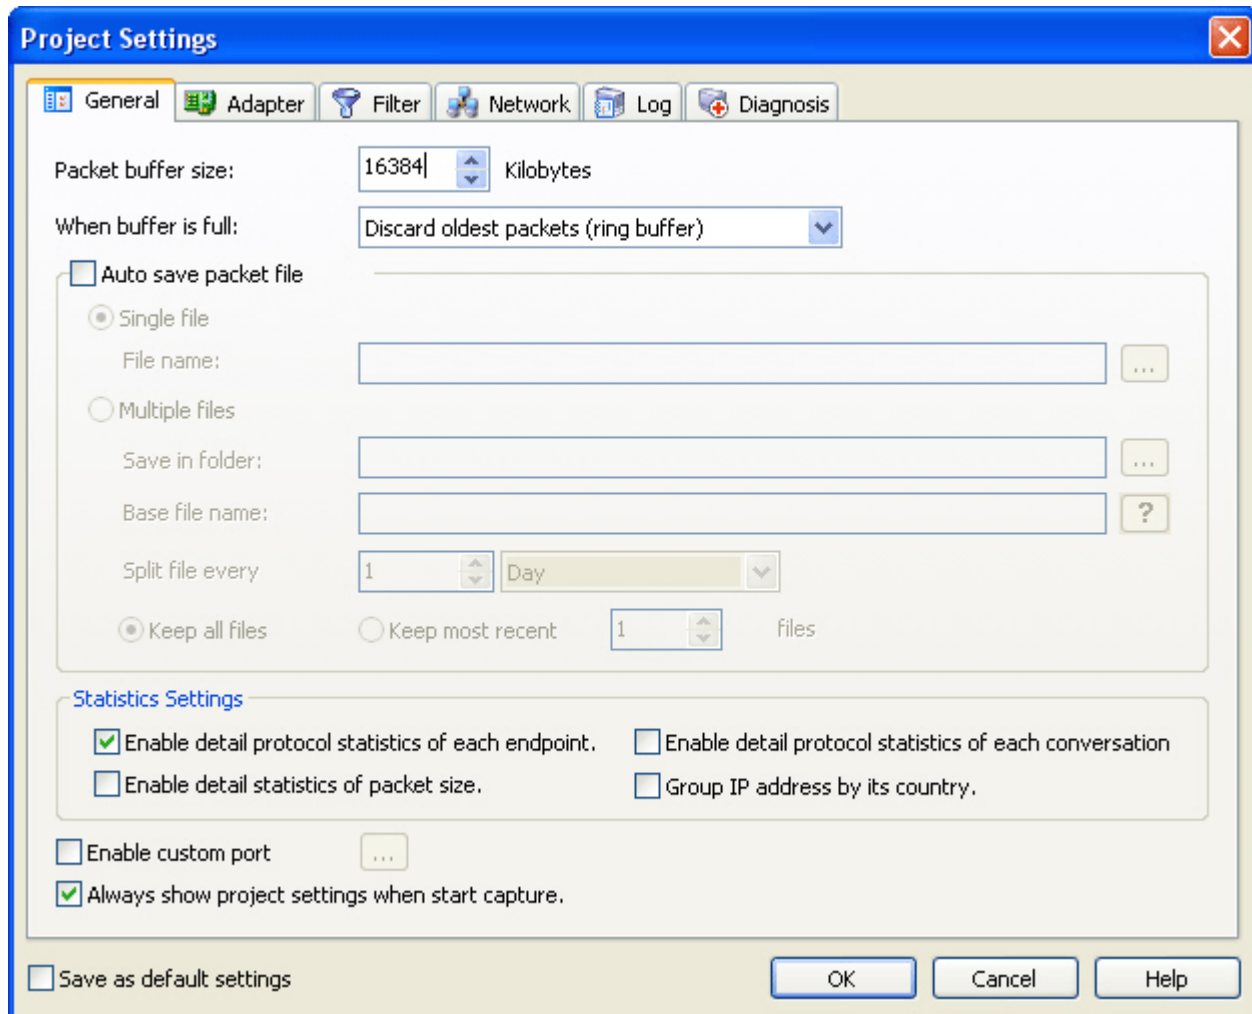 Project Settings
General Adapter Filter Network Log Diagnosis
Packet buffer size: 16384 Kilobytes
When buffer is full: Discard oldest packets (ring buffer)
Auto save packet file
Single file
File name: ...
Multiple files
Save in folder: ...
Base file name: ?
Split file every 1 Day
Keep all files Keep most recent 1 files
Statistics Settings
Enable detail protocol statistics of each endpoint. Enable detail protocol statistics of each conversation
Enable detail statistics of packet size. Group IP address by its country.
Enable custom port ...
Always show project settings when start capture.
Save as default settings OK Cancel Help